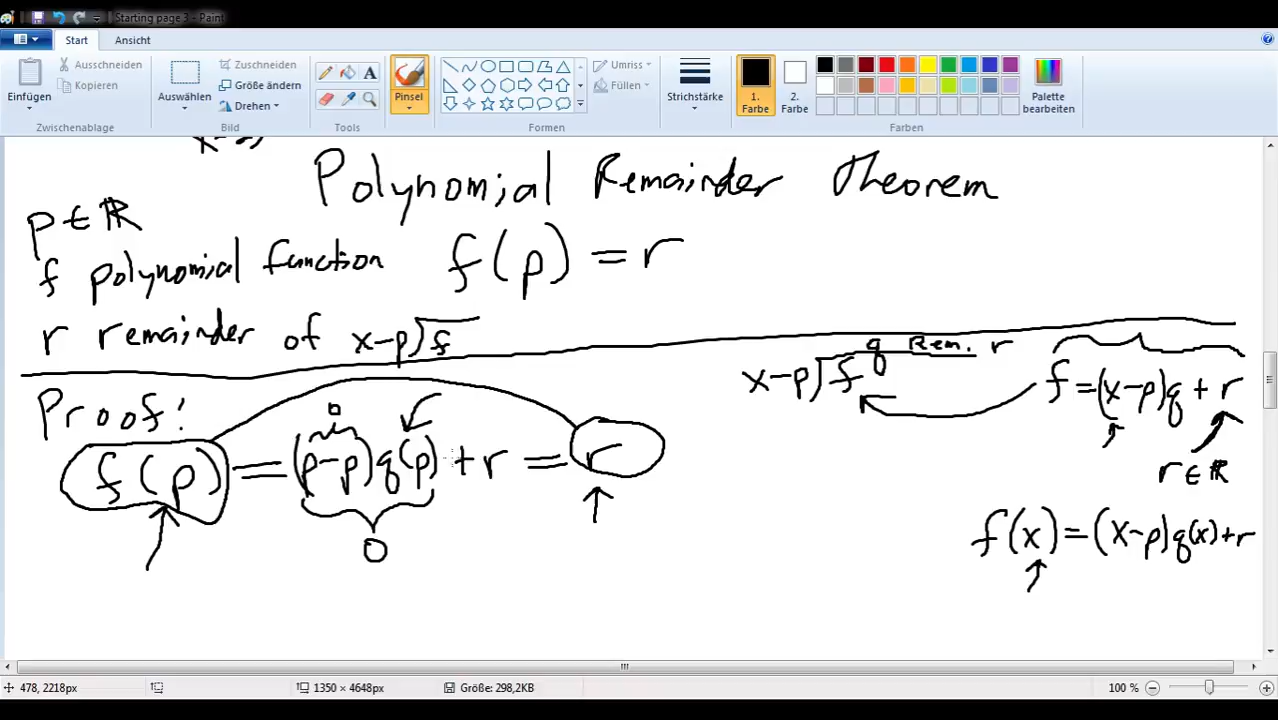 Starting page 3 - Paint
Start Ansicht
Einfügen
Ausschneiden
Kopieren
Zwischenablage
Auswählen
Zuschneiden
Größe ändern
Drehen
Bild
A
Tools
Pinsel
Umriss
Füllen
Formen
Strichstärke
1. Farbe
2. Farbe
Palette bearbeiten
Farben
Polynomial Remainder Theorem
p ∈ ℝ
f polynomial function f(p) = r
r remainder of x-p)f
Proof:
f(p) = (p-p)q(p) + r = r
0
0
x-p)f q Rem. r
f = (x-p)q + r
r ∈ ℝ
f(x) = (x-p)q(x)+r
478, 2218px
1350 × 4648px
Größe: 298,2KB
100 %